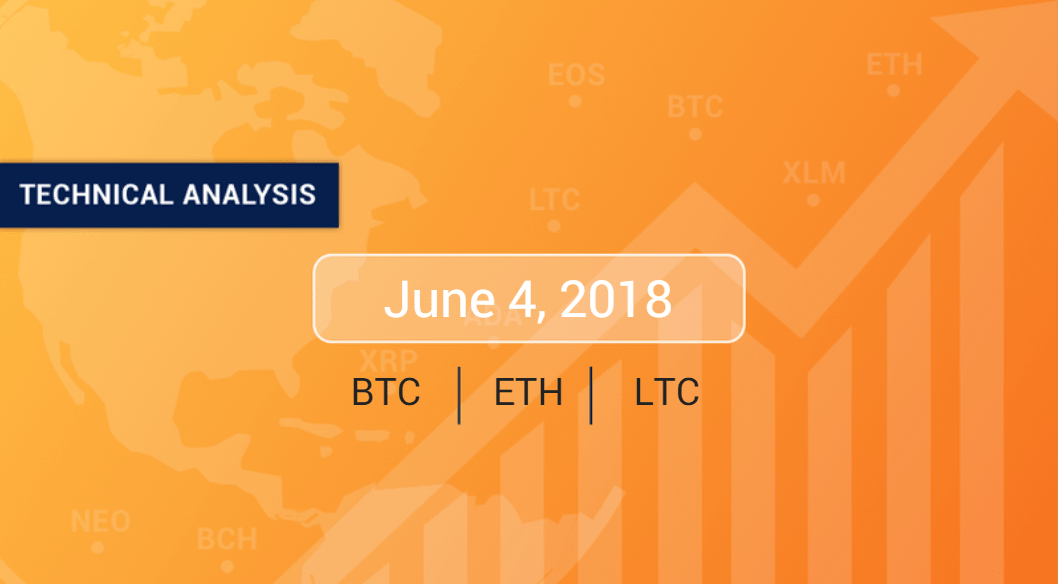 EOS
ETH
BTC
XLM
TECHNICAL ANALYSIS
LTC
June 4, 2018
ADA
XRP
BTC | ETH | LTC
NEO
BCH